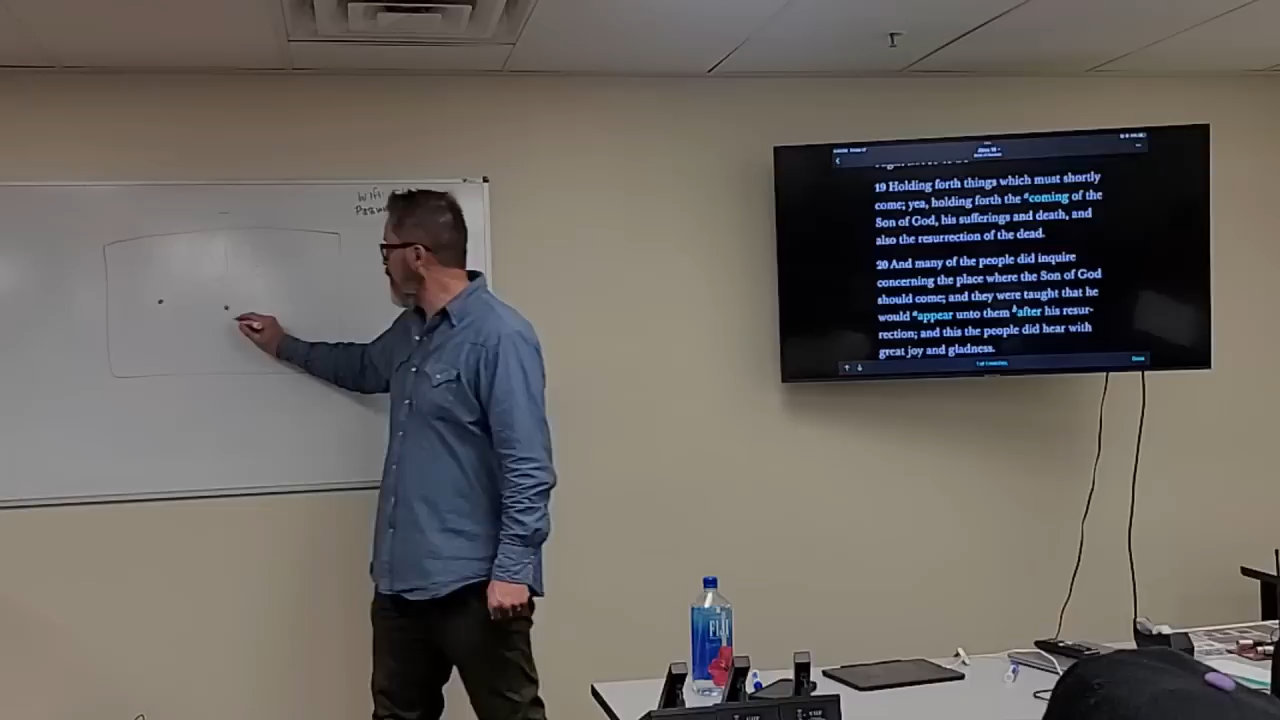 Wifi:
19 Holding forth things which must shortly
come; yea, holding forth the a coming of the
Son of God, his sufferings and death, and
also the resurrection of the dead.
20 And many of the people did inquire
concerning the place where the Son of God
should come; and they were taught that he
would a appear unto them b after his resur-
rection; and this the people did hear with
great joy and gladness.
Done
FIJI